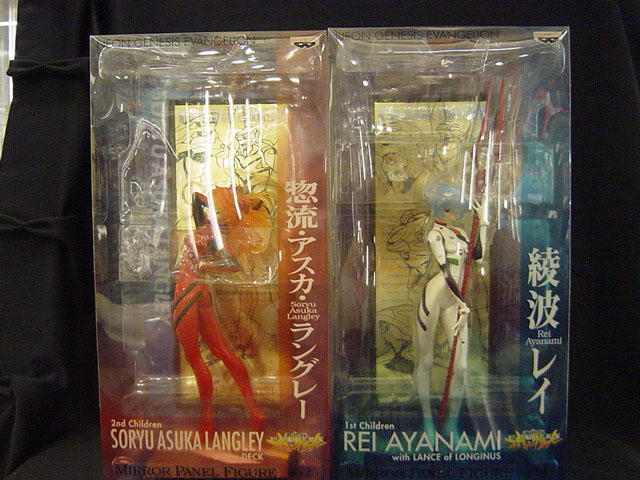 NEON GENESIS EVANGELION
惣流・アスカ・ラングレー
Soryu
Asuka
Langley
2nd Children
SORYU ASUKA LANGLEY
DECK
MIRROR PANEL FIGURE
NEON GENESIS EVANGELION
綾波レイ
Rei
Ayanami
1st Children
REI AYANAMI
with LANCE of LONGINUS
MIRROR PANEL FIGURE